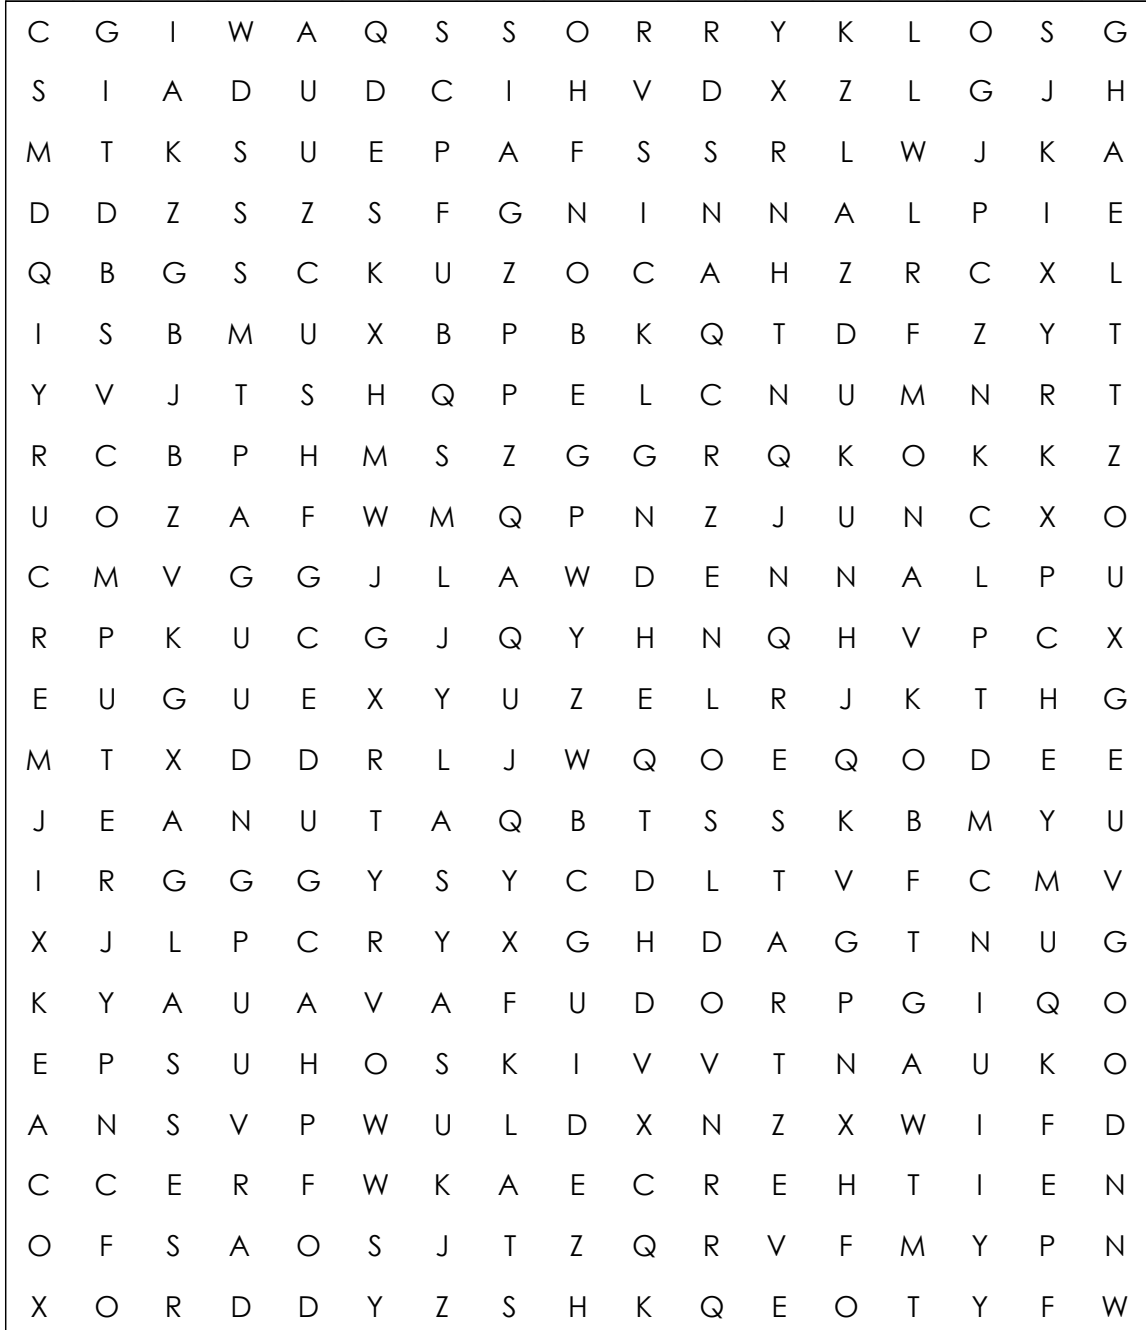 C G I W A Q S S O R R Y K L O S G
S I A D U D C I H V D X Z L G J H
M T K S U E P A F S S R L W J K A
D D Z S Z S F G N I N N A L P I E
Q B G S C K U Z O C A H Z R C X L
I S B M U X B P B K Q T D F Z Y T
Y V J T S H Q P E L C N U M N R T
R C B P H M S Z G G R Q K O K K Z
U O Z A F W M Q P N Z J U N C X O
C M V G G J L A W D E N N A L P U
R P K U C G J Q Y H N Q H V P C X
E U G U E X Y U Z E L R J K T H G
M T X D D R L J W Q O E Q O D E E
J E A N U T A Q B T S S K B M Y U
I R G G G Y S Y C D L T V F C M V
X J L P C R Y X G H D A G T N U G
K Y A U A V A F U D O R P G I Q O
E P S U H O S K I V V T N A U K O
A N S V P W U L D X N Z X W I F D
C C E R F W K A E C R E H T I E N
O F S A O S J T Z Q R V F M Y P N
X O R D D Y Z S H K Q E O T Y F W